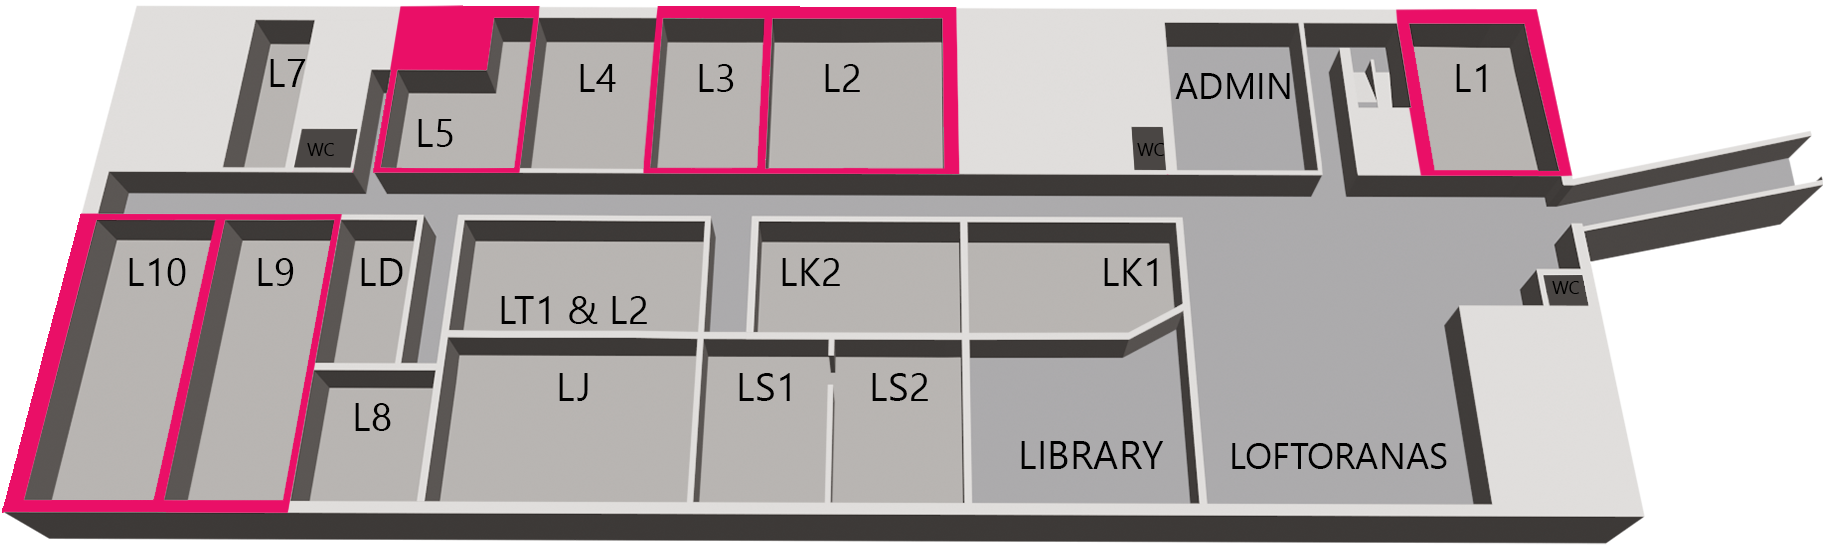 L7
WC
L5
L4
L3
L2
WC
ADMIN
L1
L10
L9
LD
LT1 & L2
LK2
LK1
WC
L8
LJ
LS1
LS2
LIBRARY
LOFTORANAS